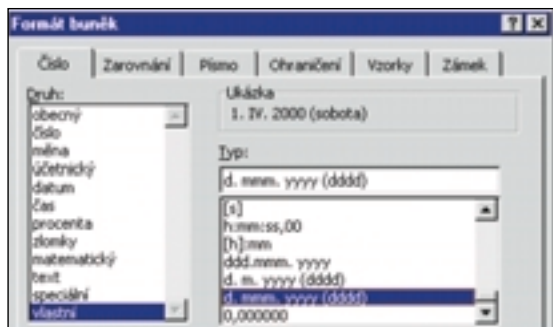 Formát buněk
Číslo Zarovnání Písmo Ohraničení Vzorky Zámek
Druh:
obecný
číslo
měna
účetnický
datum
čas
procenta
zlomky
matematický
text
speciální
vlastní
Ukázka
1. IV. 2000 (sobota)
Typ:
d. mmm. yyyy (dddd)
[s]
h:mm:ss,00
[h]:mm
ddd.mmm. yyyy
d. m. yyyy (dddd)
d. mmm. yyyy (dddd)
0,000000